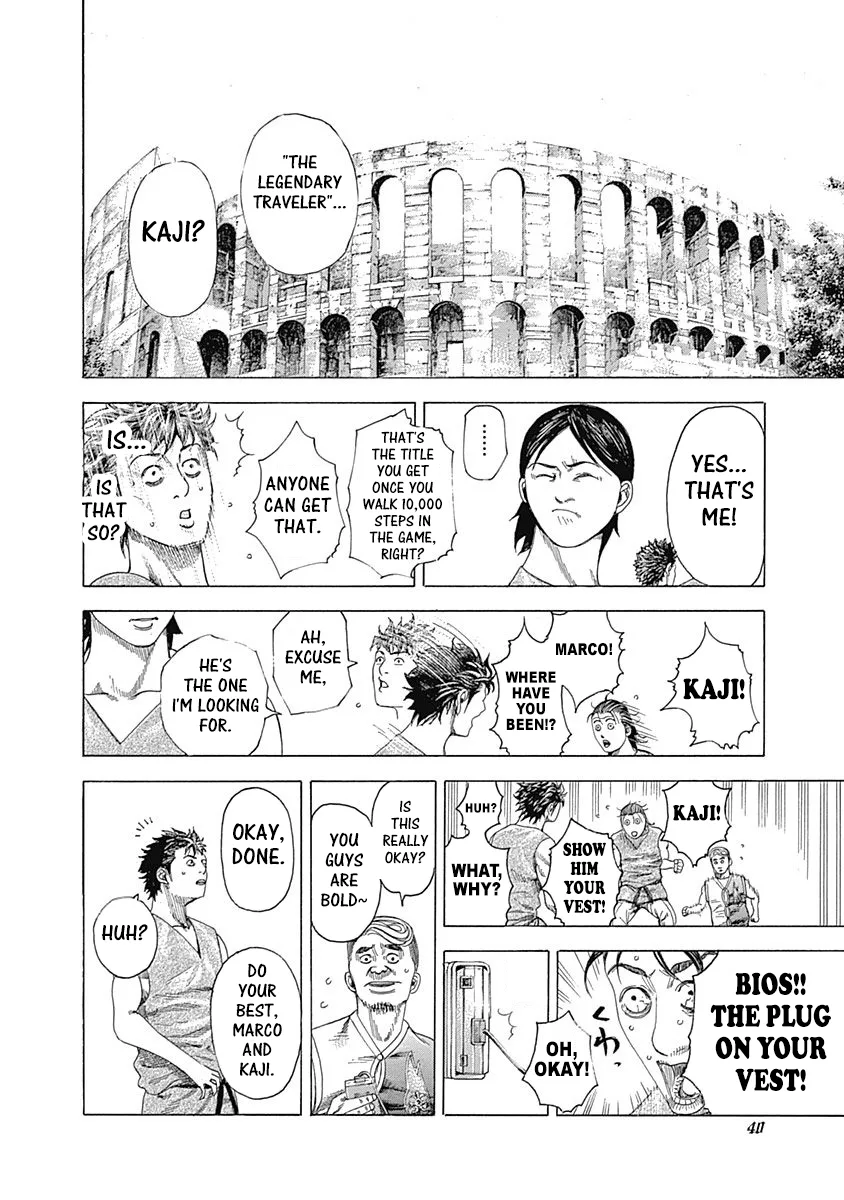 "THE
LEGENDARY
TRAVELER"...
KAJI?
YES...
THAT'S
ME!
......
THAT'S
THE TITLE
YOU GET
ONCE YOU
WALK 10,000
STEPS IN
THE GAME,
RIGHT?
ANYONE
CAN GET
THAT.
IS...
IS
THAT
SO?
KAJI!
MARCO!
WHERE
HAVE
YOU
BEEN!?
AH,
EXCUSE
ME,
HE'S
THE ONE
I'M LOOKING
FOR.
KAJI!
SHOW
HIM
YOUR
VEST!
HUH?
WHAT,
WHY?
BIOS!!
THE PLUG
ON YOUR
VEST!
くわっ
OH,
OKAY!
IS
THIS
REALLY
OKAY?
YOU
GUYS
ARE
BOLD~
OKAY,
DONE.
HUH?
DO
YOUR
BEST,
MARCO
AND
KAJI.
40